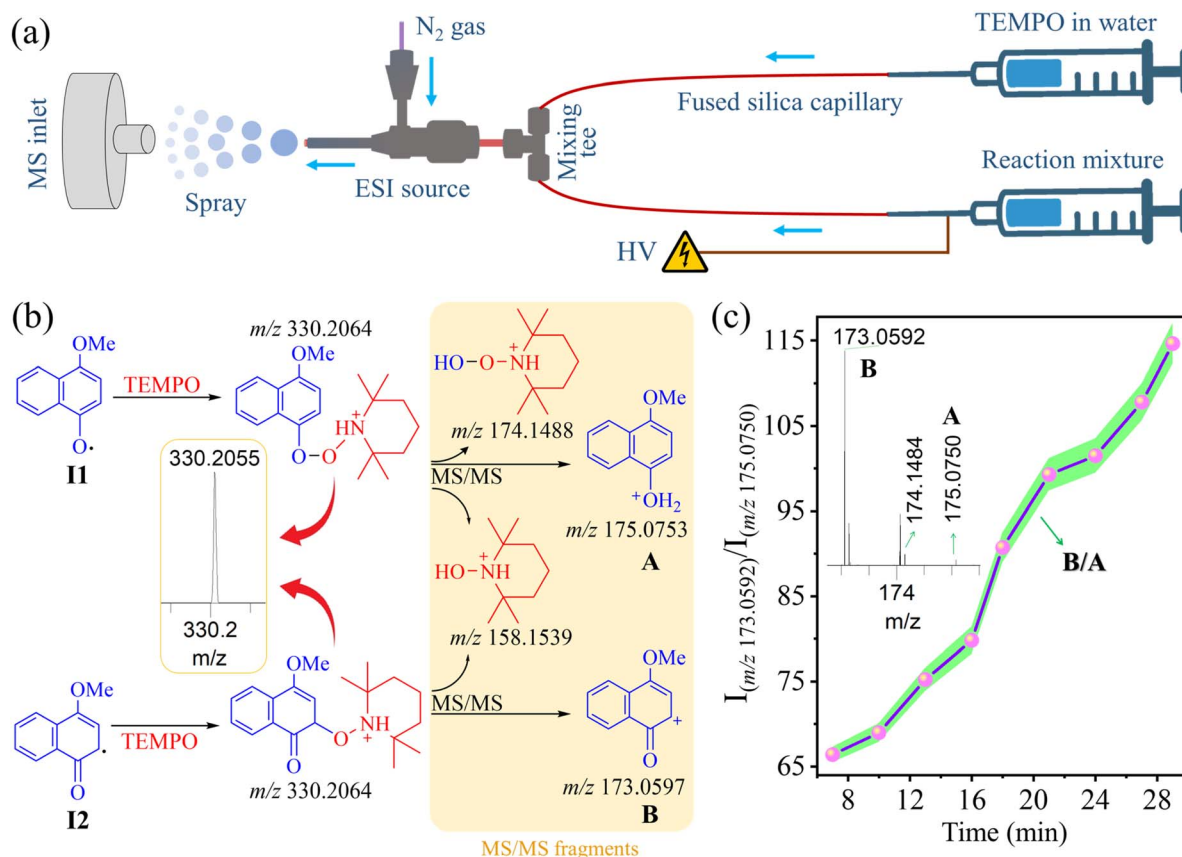 (a)
N2 gas
TEMPO in water
Fused silica capillary
MS inlet
Mixing
tee
Reaction mixture
Spray
ESI source
HV
(b)
m/z 330.2064
OMe
OMe
TEMPO
HN
+
O
O
O·
I1
330.2055
330.2
m/z
HO
O
NH
+
m/z 174.1488
OMe
MS/MS
+
OH2
m/z 175.0753
A
HO
NH
+
m/z 158.1539
OMe
OMe
TEMPO
O
NH
+
O
O
·
I2
m/z 330.2064
MS/MS
OMe
+
O
m/z 173.0597
B
MS/MS fragments
(c)
I(m/z 173.0592)/I(m/z 175.0750)
115
105
95
85
75
65
173.0592
B
A
174.1484
175.0750
174
m/z
B/A
8
12
16
20
24
28
Time (min)